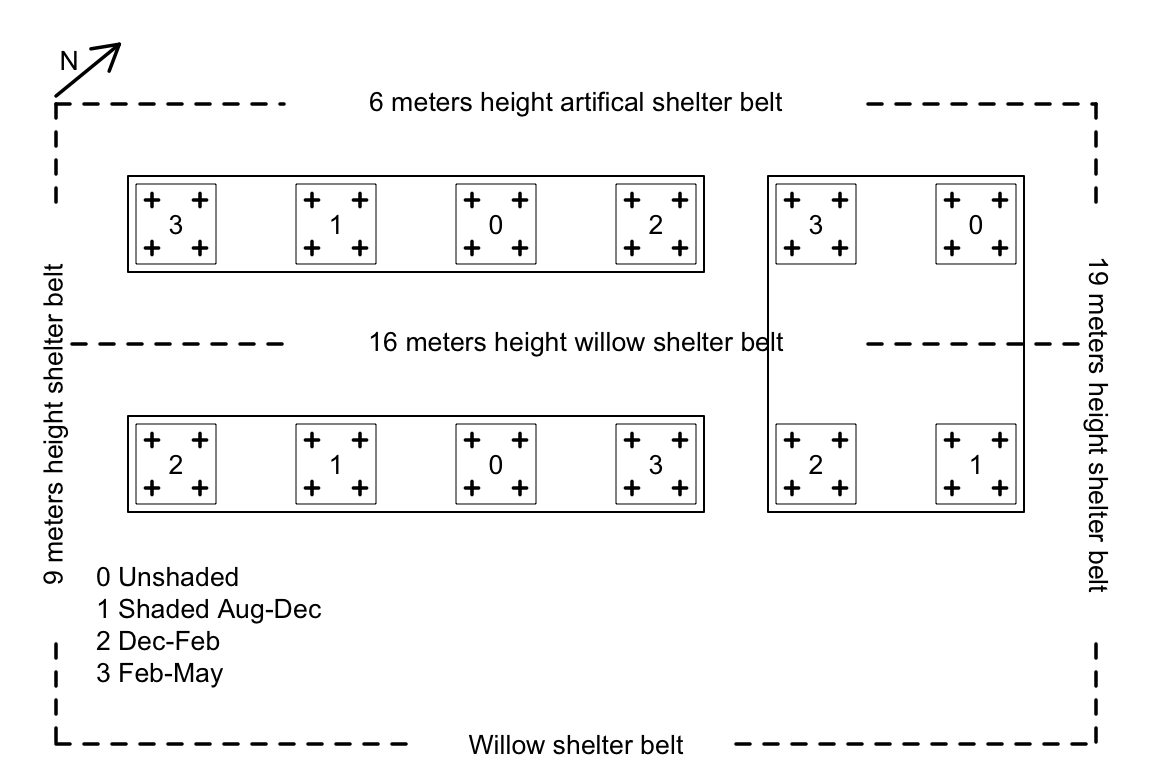 N
6 meters height artifical shelter belt
3 1 0 2 3 0
9 meters height shelter belt
16 meters height willow shelter belt
19 meters height shelter belt
2 1 0 3 2 1
0 Unshaded
1 Shaded Aug-Dec
2 Dec-Feb
3 Feb-May
Willow shelter belt